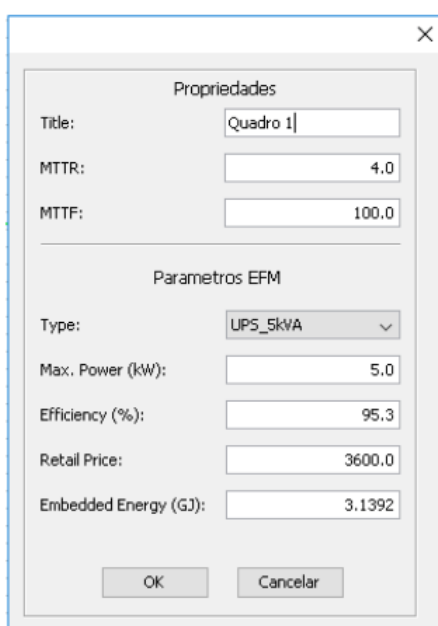 Propriedades
Title: Quadro 1
MTTR: 4.0
MTTF: 100.0
Parametros EFM
Type: UPS_5kVA
Max. Power (kW): 5.0
Efficiency (%): 95.3
Retail Price: 3600.0
Embedded Energy (GJ): 3.1392
OK Cancelar